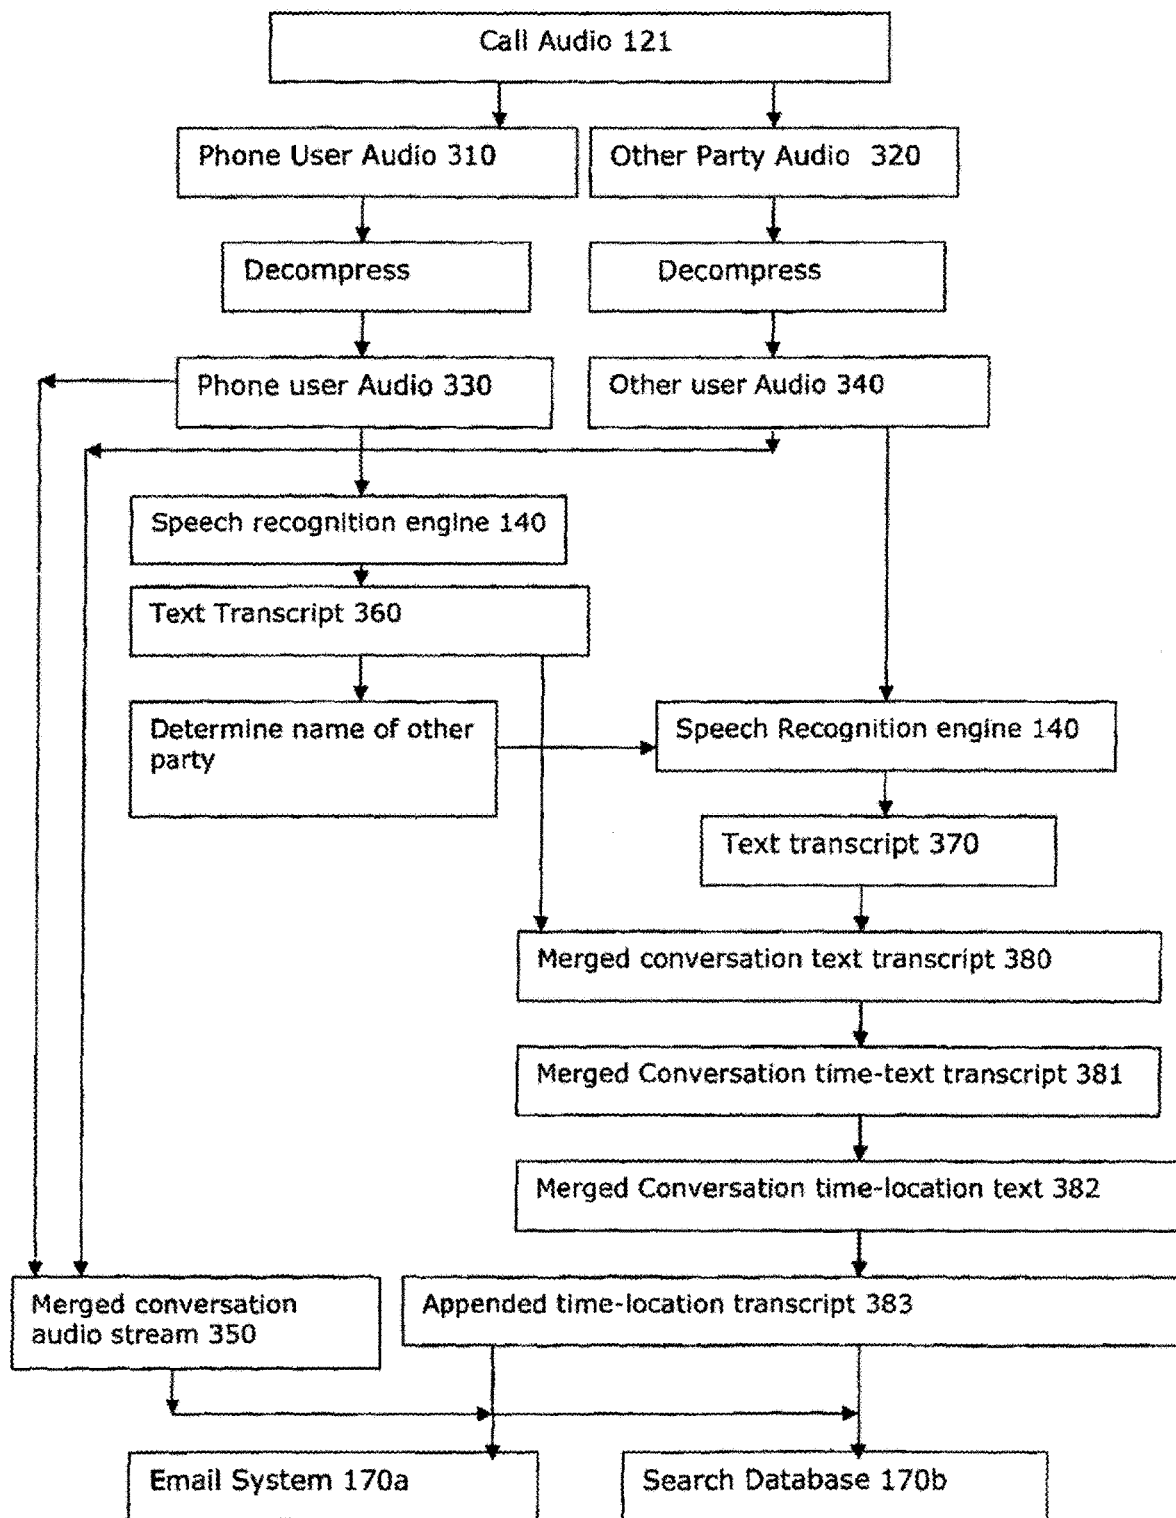 Call Audio 121
Phone User Audio 310
Other Party Audio 320
Decompress
Decompress
Phone user Audio 330
Other user Audio 340
Speech recognition engine 140
Text Transcript 360
Determine name of other
party
Speech Recognition engine 140
Text transcript 370
Merged conversation text transcript 380
Merged Conversation time-text transcript 381
Merged Conversation time-location text 382
Merged conversation
audio stream 350
Appended time-location transcript 383
Email System 170a
Search Database 170b